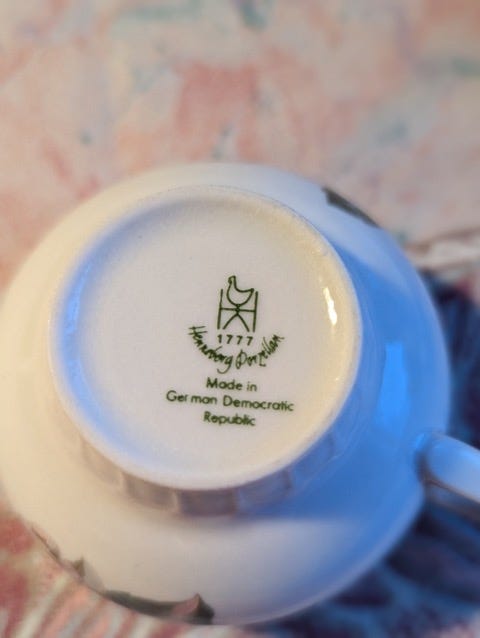 1777
Henneberg Porzellan
Made in
German Democratic
Republic